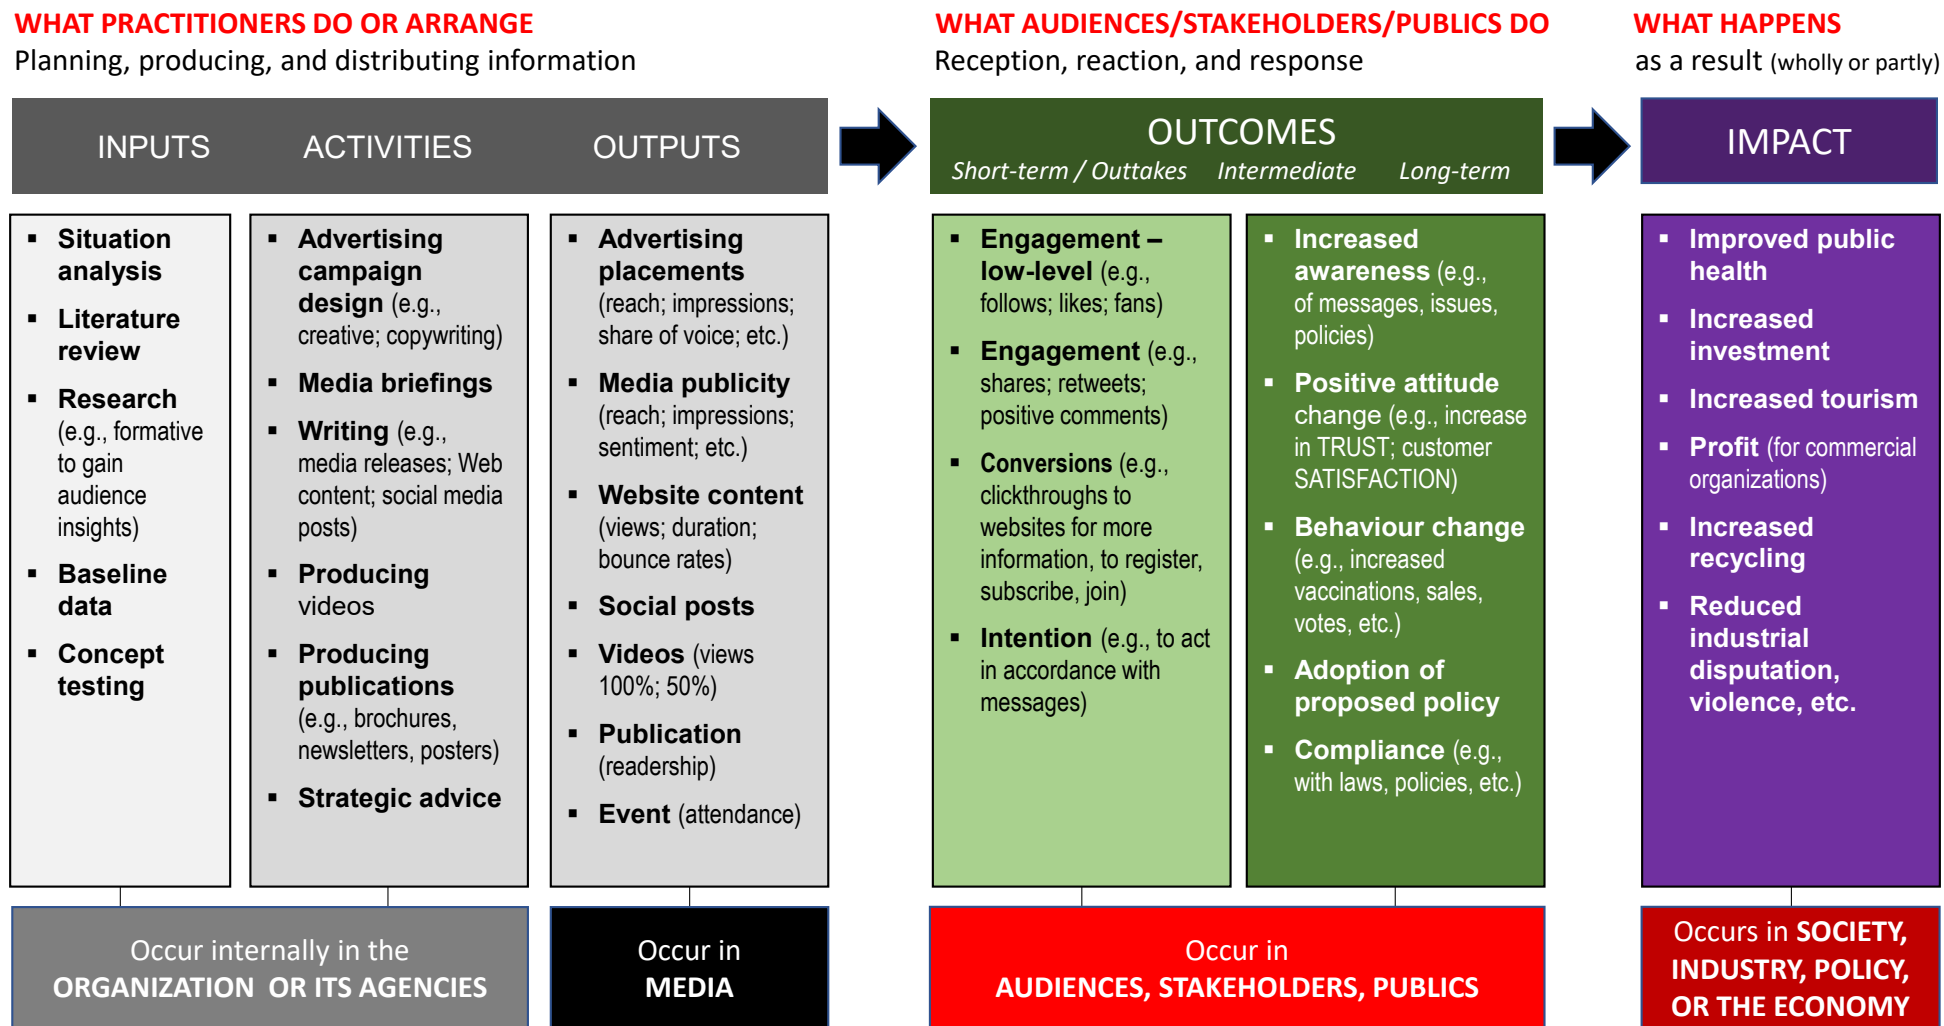 WHAT PRACTITIONERS DO OR ARRANGE
Planning, producing, and distributing information
WHAT AUDIENCES/STAKEHOLDERS/PUBLICS DO
Reception, reaction, and response
WHAT HAPPENS
as a result (wholly or partly)
INPUTS
ACTIVITIES
OUTPUTS
OUTCOMES
Short-term / Outtakes Intermediate Long-term
IMPACT
▪ Situation
analysis
▪ Literature
review
▪ Research
(e.g., formative
to gain
audience
insights)
▪ Baseline
data
▪ Concept
testing
▪ Advertising
campaign
design (e.g.,
creative; copywriting)
▪ Media briefings
▪ Writing (e.g.,
media releases; Web
content; social media
posts)
▪ Producing
videos
▪ Producing
publications
(e.g., brochures,
newsletters, posters)
▪ Strategic advice
▪ Advertising
placements
(reach; impressions;
share of voice; etc.)
▪ Media publicity
(reach; impressions;
sentiment; etc.)
▪ Website content
(views; duration;
bounce rates)
▪ Social posts
▪ Videos (views
100%; 50%)
▪ Publication
(readership)
▪ Event (attendance)
▪ Engagement –
low-level (e.g.,
follows; likes; fans)
▪ Engagement (e.g.,
shares; retweets;
positive comments)
▪ Conversions (e.g.,
clickthroughs to
websites for more
information, to register,
subscribe, join)
▪ Intention (e.g., to act
in accordance with
messages)
▪ Increased
awareness (e.g.,
of messages, issues,
policies)
▪ Positive attitude
change (e.g., increase
in TRUST; customer
SATISFACTION)
▪ Behaviour change
(e.g., increased
vaccinations, sales,
votes, etc.)
▪ Adoption of
proposed policy
▪ Compliance (e.g.,
with laws, policies, etc.)
▪ Improved public
health
▪ Increased
investment
▪ Increased tourism
▪ Profit (for commercial
organizations)
▪ Increased
recycling
▪ Reduced
industrial
disputation,
violence, etc.
Occur internally in the
ORGANIZATION OR ITS AGENCIES
Occur in
MEDIA
Occur in
AUDIENCES, STAKEHOLDERS, PUBLICS
Occurs in SOCIETY,
INDUSTRY, POLICY,
OR THE ECONOMY